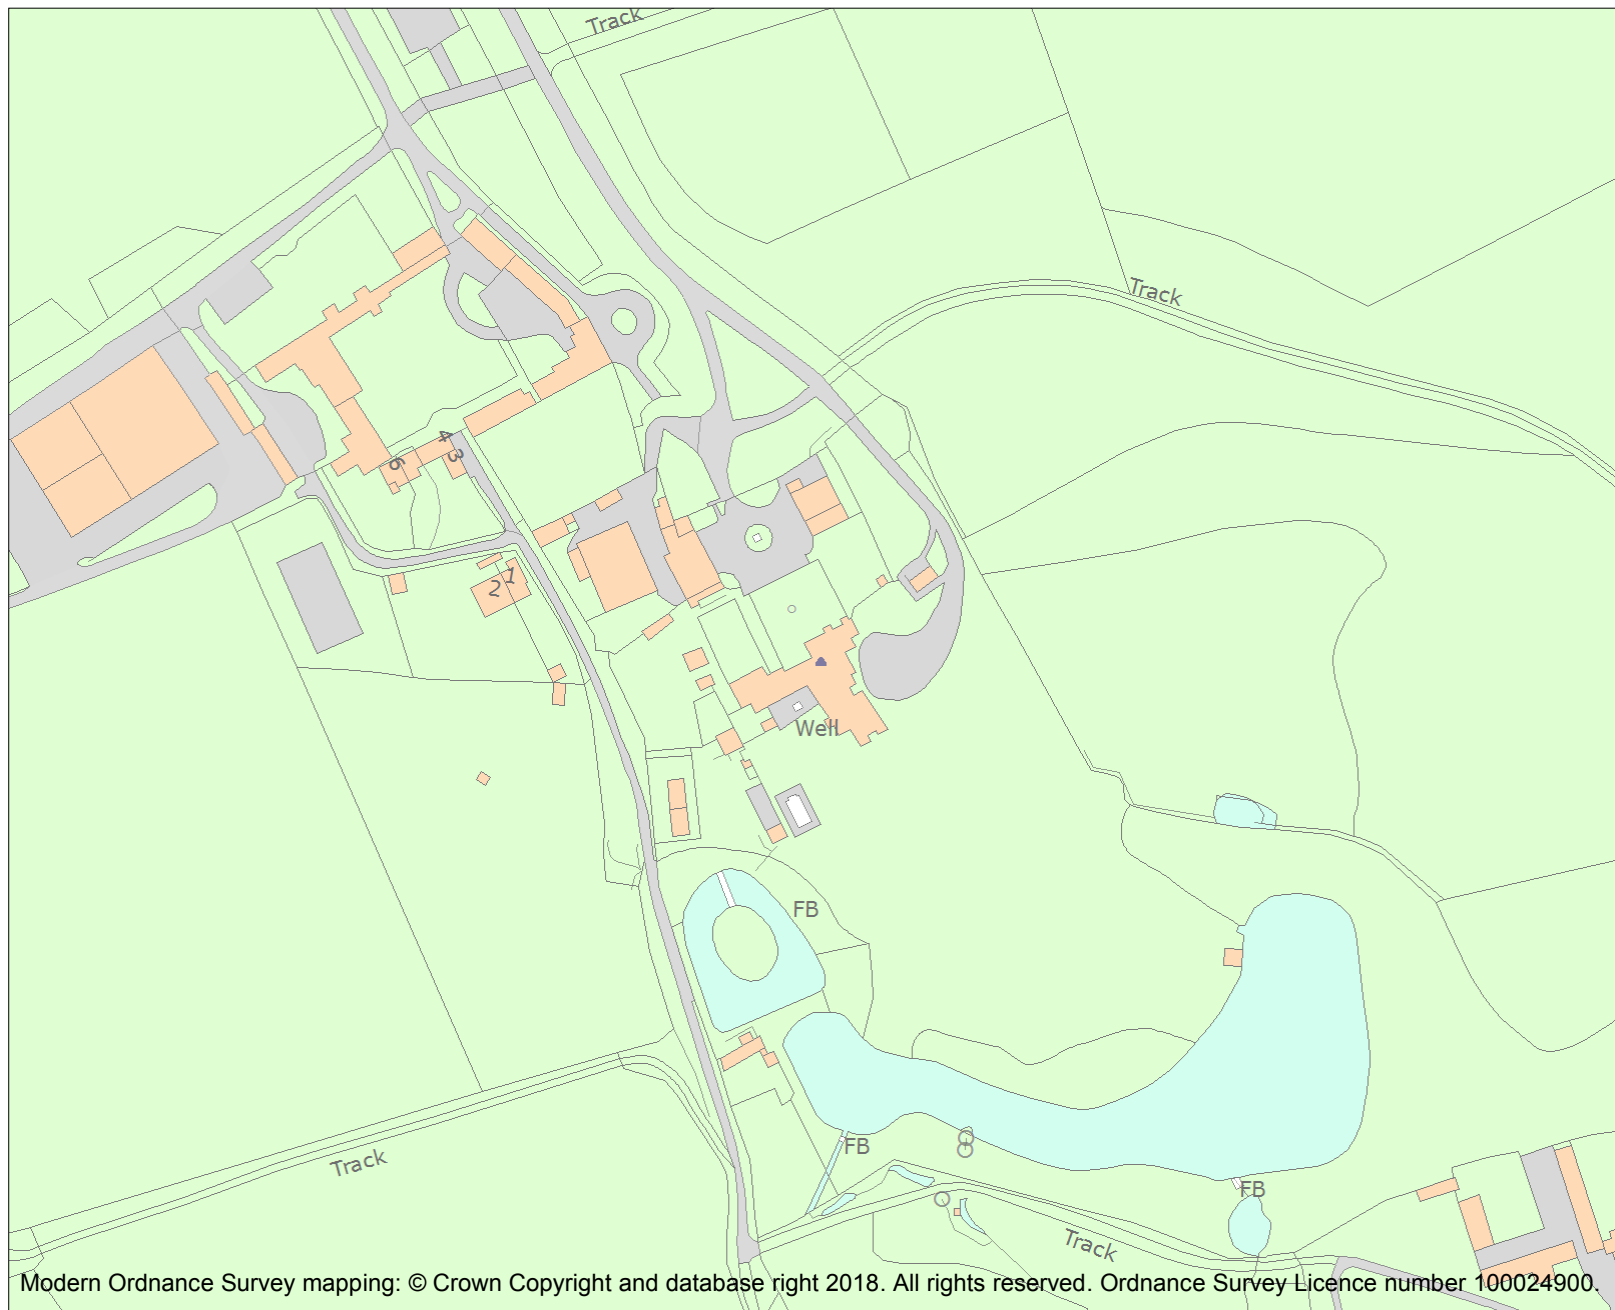 Track
Track
4
3
6
1
2
Well
FB
FB
Track
FB
Track
Modern Ordnance Survey mapping: © Crown Copyright and database right 2018. All rights reserved. Ordnance Survey Licence number 100024900.